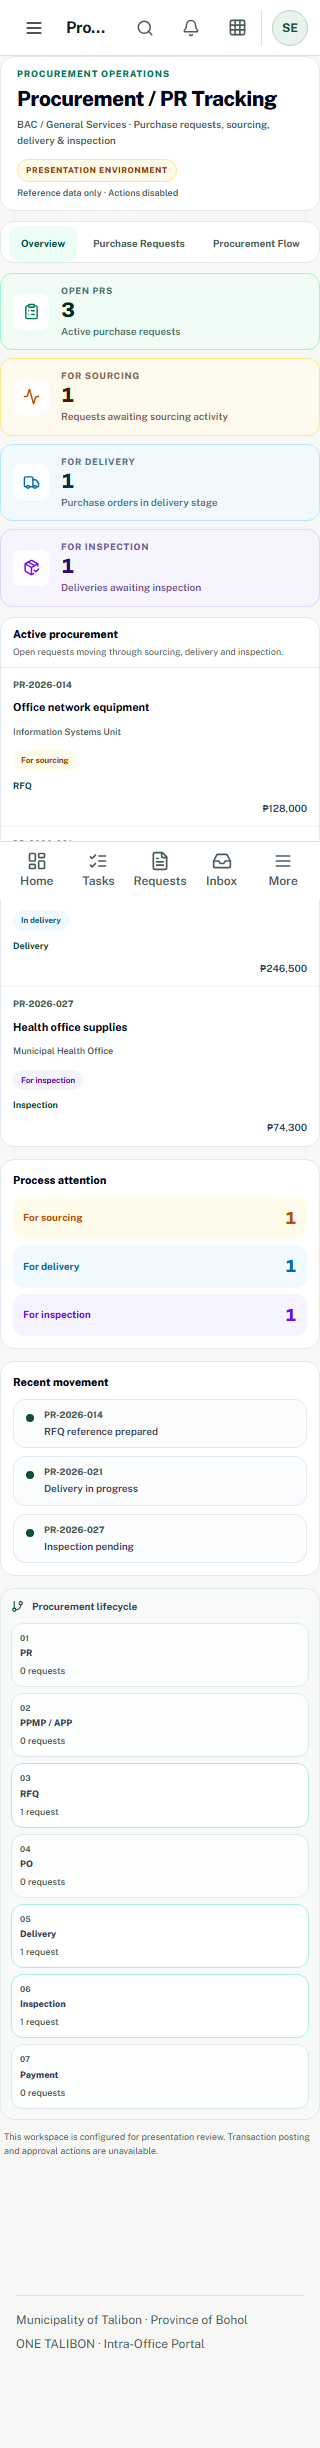 Pro...
SE
PROCUREMENT OPERATIONS
Procurement / PR Tracking
BAC / General Services · Purchase requests, sourcing,
delivery & inspection
PRESENTATION ENVIRONMENT
Reference data only · Actions disabled
Overview
Purchase Requests
Procurement Flow
OPEN PRS
3
Active purchase requests
FOR SOURCING
1
Requests awaiting sourcing activity
FOR DELIVERY
1
Purchase orders in delivery stage
FOR INSPECTION
1
Deliveries awaiting inspection
Active procurement
Open requests moving through sourcing, delivery and inspection.
PR-2026-014
Office network equipment
Information Systems Unit
For sourcing
RFQ
₱128,000
Home
Tasks
Requests
Inbox
More
In delivery
Delivery
₱246,500
PR-2026-027
Health office supplies
Municipal Health Office
For inspection
Inspection
₱74,300
Process attention
For sourcing 1
For delivery 1
For inspection 1
Recent movement
PR-2026-014
RFQ reference prepared
PR-2026-021
Delivery in progress
PR-2026-027
Inspection pending
Procurement lifecycle
01
PR
0 requests
02
PPMP / APP
0 requests
03
RFQ
1 request
04
PO
0 requests
05
Delivery
1 request
06
Inspection
1 request
07
Payment
0 requests
This workspace is configured for presentation review. Transaction posting
and approval actions are unavailable.
Municipality of Talibon · Province of Bohol
ONE TALIBON · Intra-Office Portal